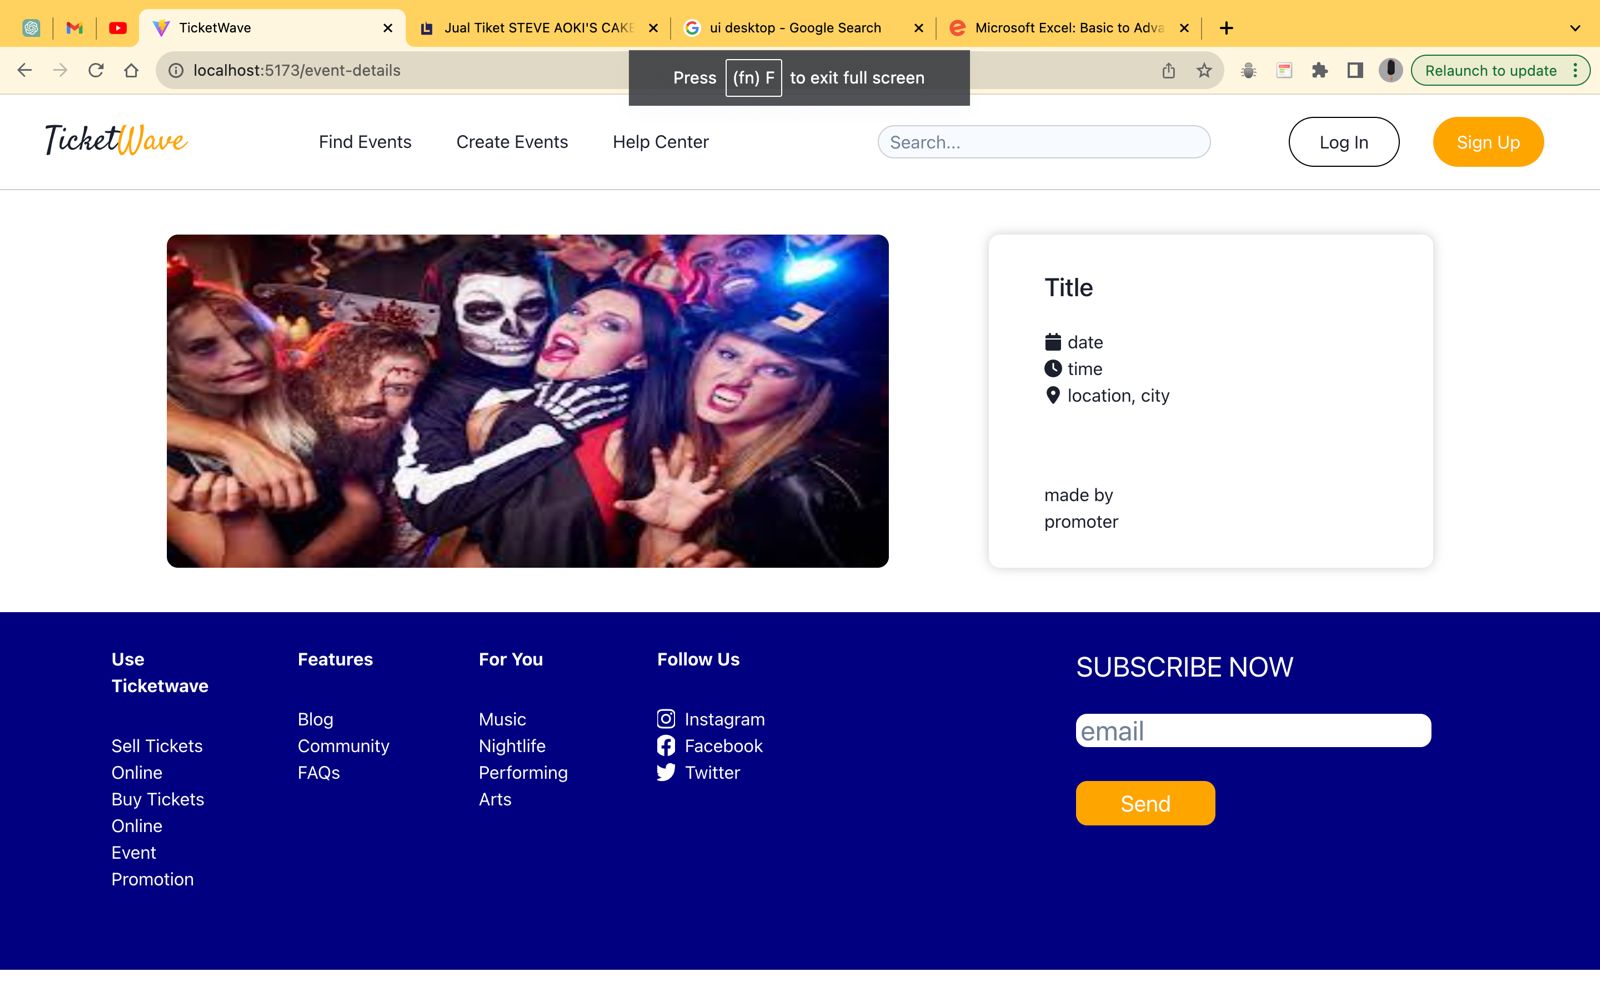 TicketWave
Jual Tiket STEVE AOKI'S CAKE
ui desktop - Google Search
Microsoft Excel: Basic to Adva
localhost:5173/event-details
Press (fn) F to exit full screen
Relaunch to update
TicketWave
Find Events
Create Events
Help Center
Search...
Log In
Sign Up
Title
date
time
location, city
made by
promoter
Use
Ticketwave
Sell Tickets
Online
Buy Tickets
Online
Event
Promotion
Features
Blog
Community
FAQs
For You
Music
Nightlife
Performing
Arts
Follow Us
Instagram
Facebook
Twitter
SUBSCRIBE NOW
email
Send